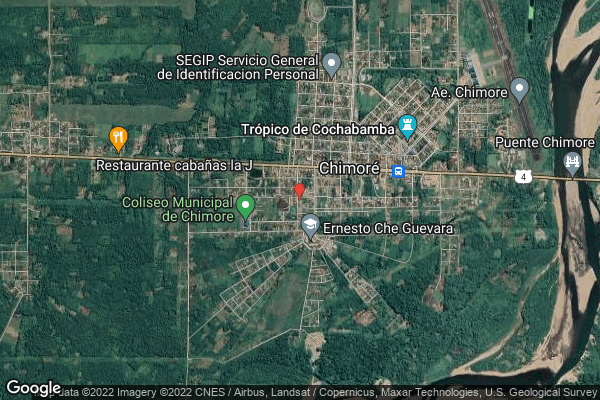 SEGIP Servicio General
de Identificacion Personal
Ae. Chimore
Trópico de Cochabamba
Puente Chimore
Restaurante cabañas la J
Chimoré
4
Coliseo Municipal
de Chimore
Ernesto Che Guevara
Google
data ©2022 Imagery ©2022 CNES / Airbus, Landsat / Copernicus, Maxar Technologies, U.S. Geological Survey